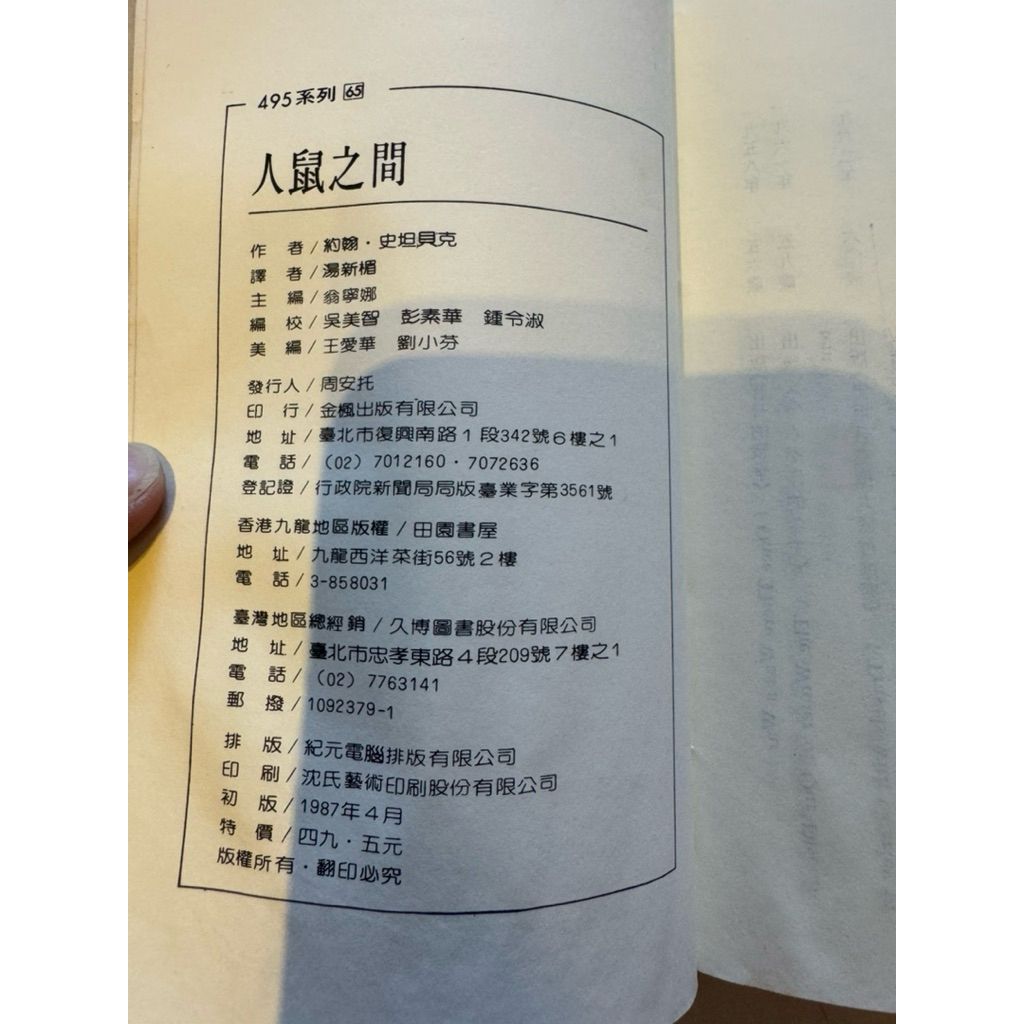 495系列 65
人鼠之間
作 者/約翰·史坦貝克
譯 者/湯新楣
主 編/翁寧娜
編 校/吳美智 彭素華 鍾令淑
美 編/王愛華 劉小芬
發行人/周安托
印 行/金楓出版有限公司
地 址/臺北市復興南路1段342號6樓之1
電 話/(02)7012160·7072636
登記證/行政院新聞局局版臺業字第3561號
香港九龍地區版權/田園書屋
地 址/九龍西洋菜街56號2樓
電 話/3-858031
臺灣地區總經銷/久博圖書股份有限公司
地 址/臺北市忠孝東路4段209號7樓之1
電 話/(02)7763141
郵 撥/1092379-1
排 版/紀元電腦排版有限公司
印 刷/沈氏藝術印刷股份有限公司
初 版/1987年4月
特 價/四九·五元
版權所有·翻印必究